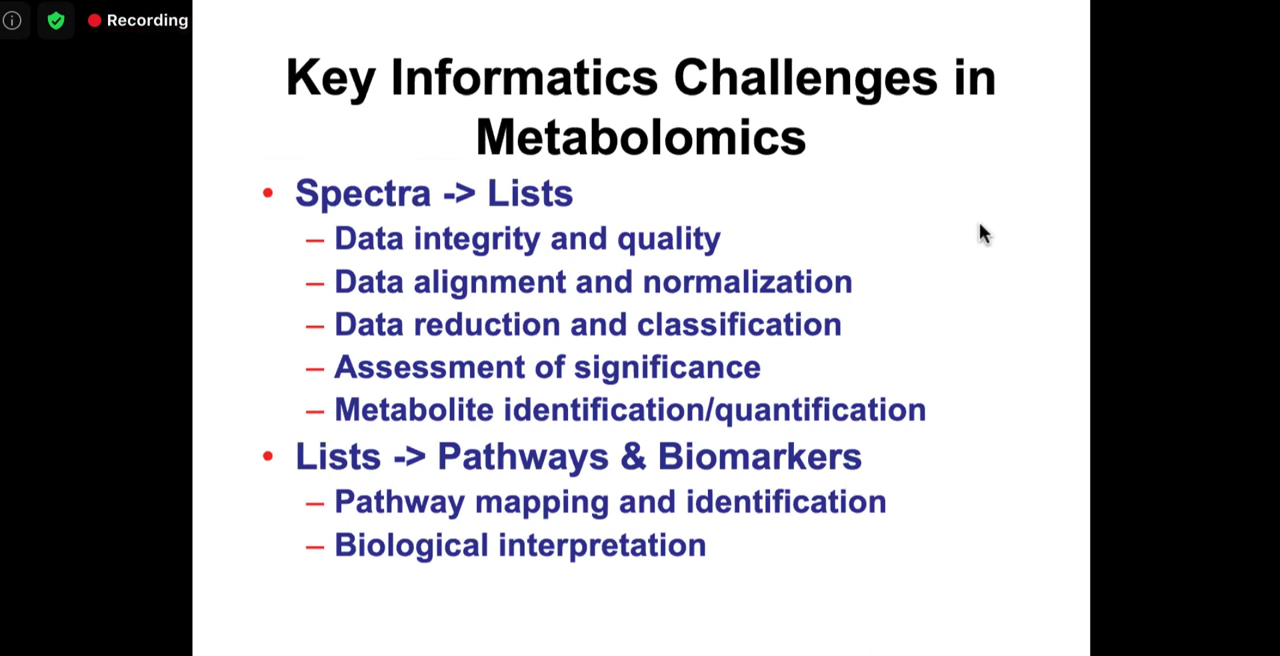 Recording
Key Informatics Challenges in
Metabolomics
• Spectra -> Lists
– Data integrity and quality
– Data alignment and normalization
– Data reduction and classification
– Assessment of significance
– Metabolite identification/quantification
• Lists -> Pathways & Biomarkers
– Pathway mapping and identification
– Biological interpretation